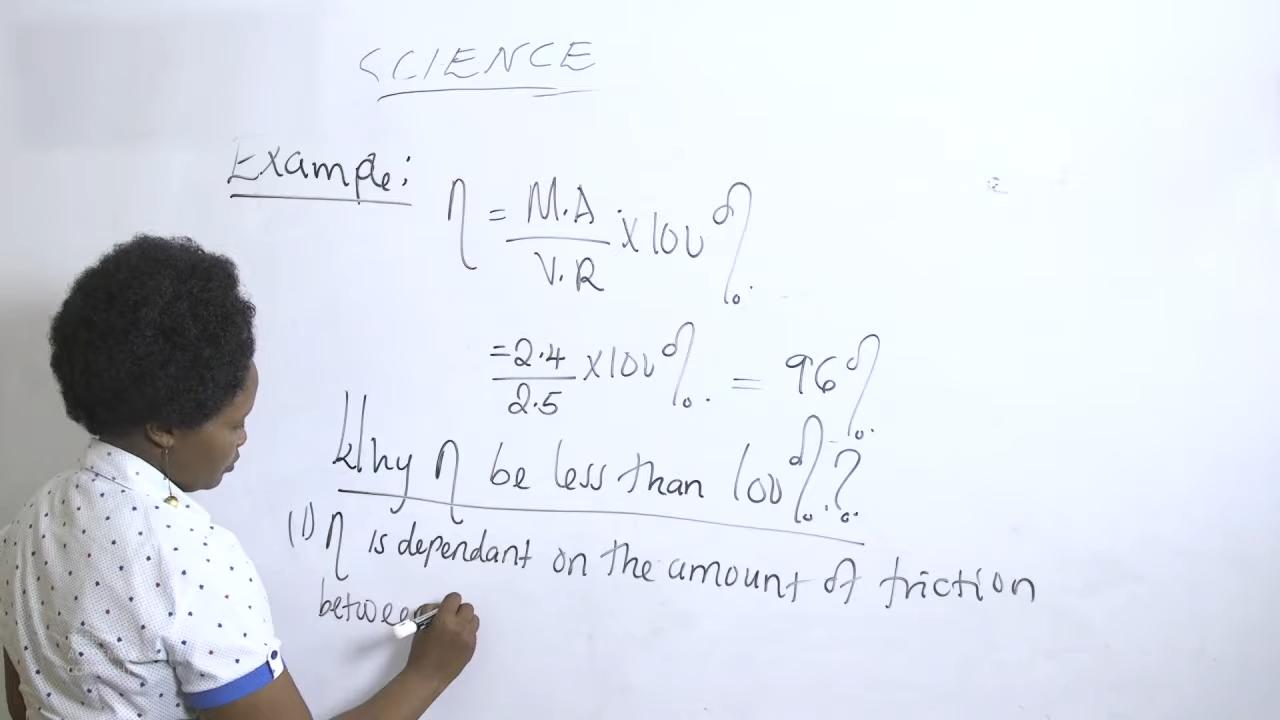 SCIENCE
Example:
η = M.A / V.R × 100 %.
= 2.4 / 2.5 × 100 %. = 96 %.
Why η be less than 100 %. ?
(1) η is dependant on the amount of friction
between